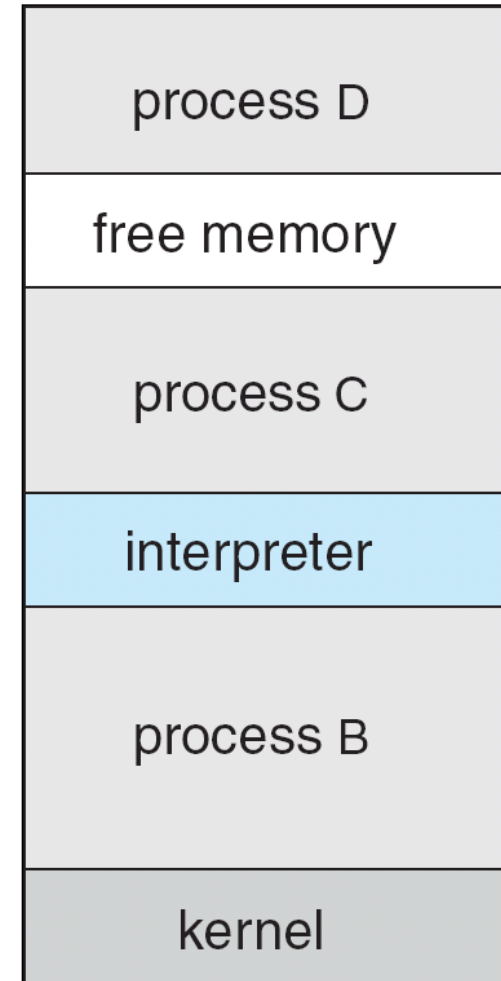 process D
free memory
process C
interpreter
process B
kernel